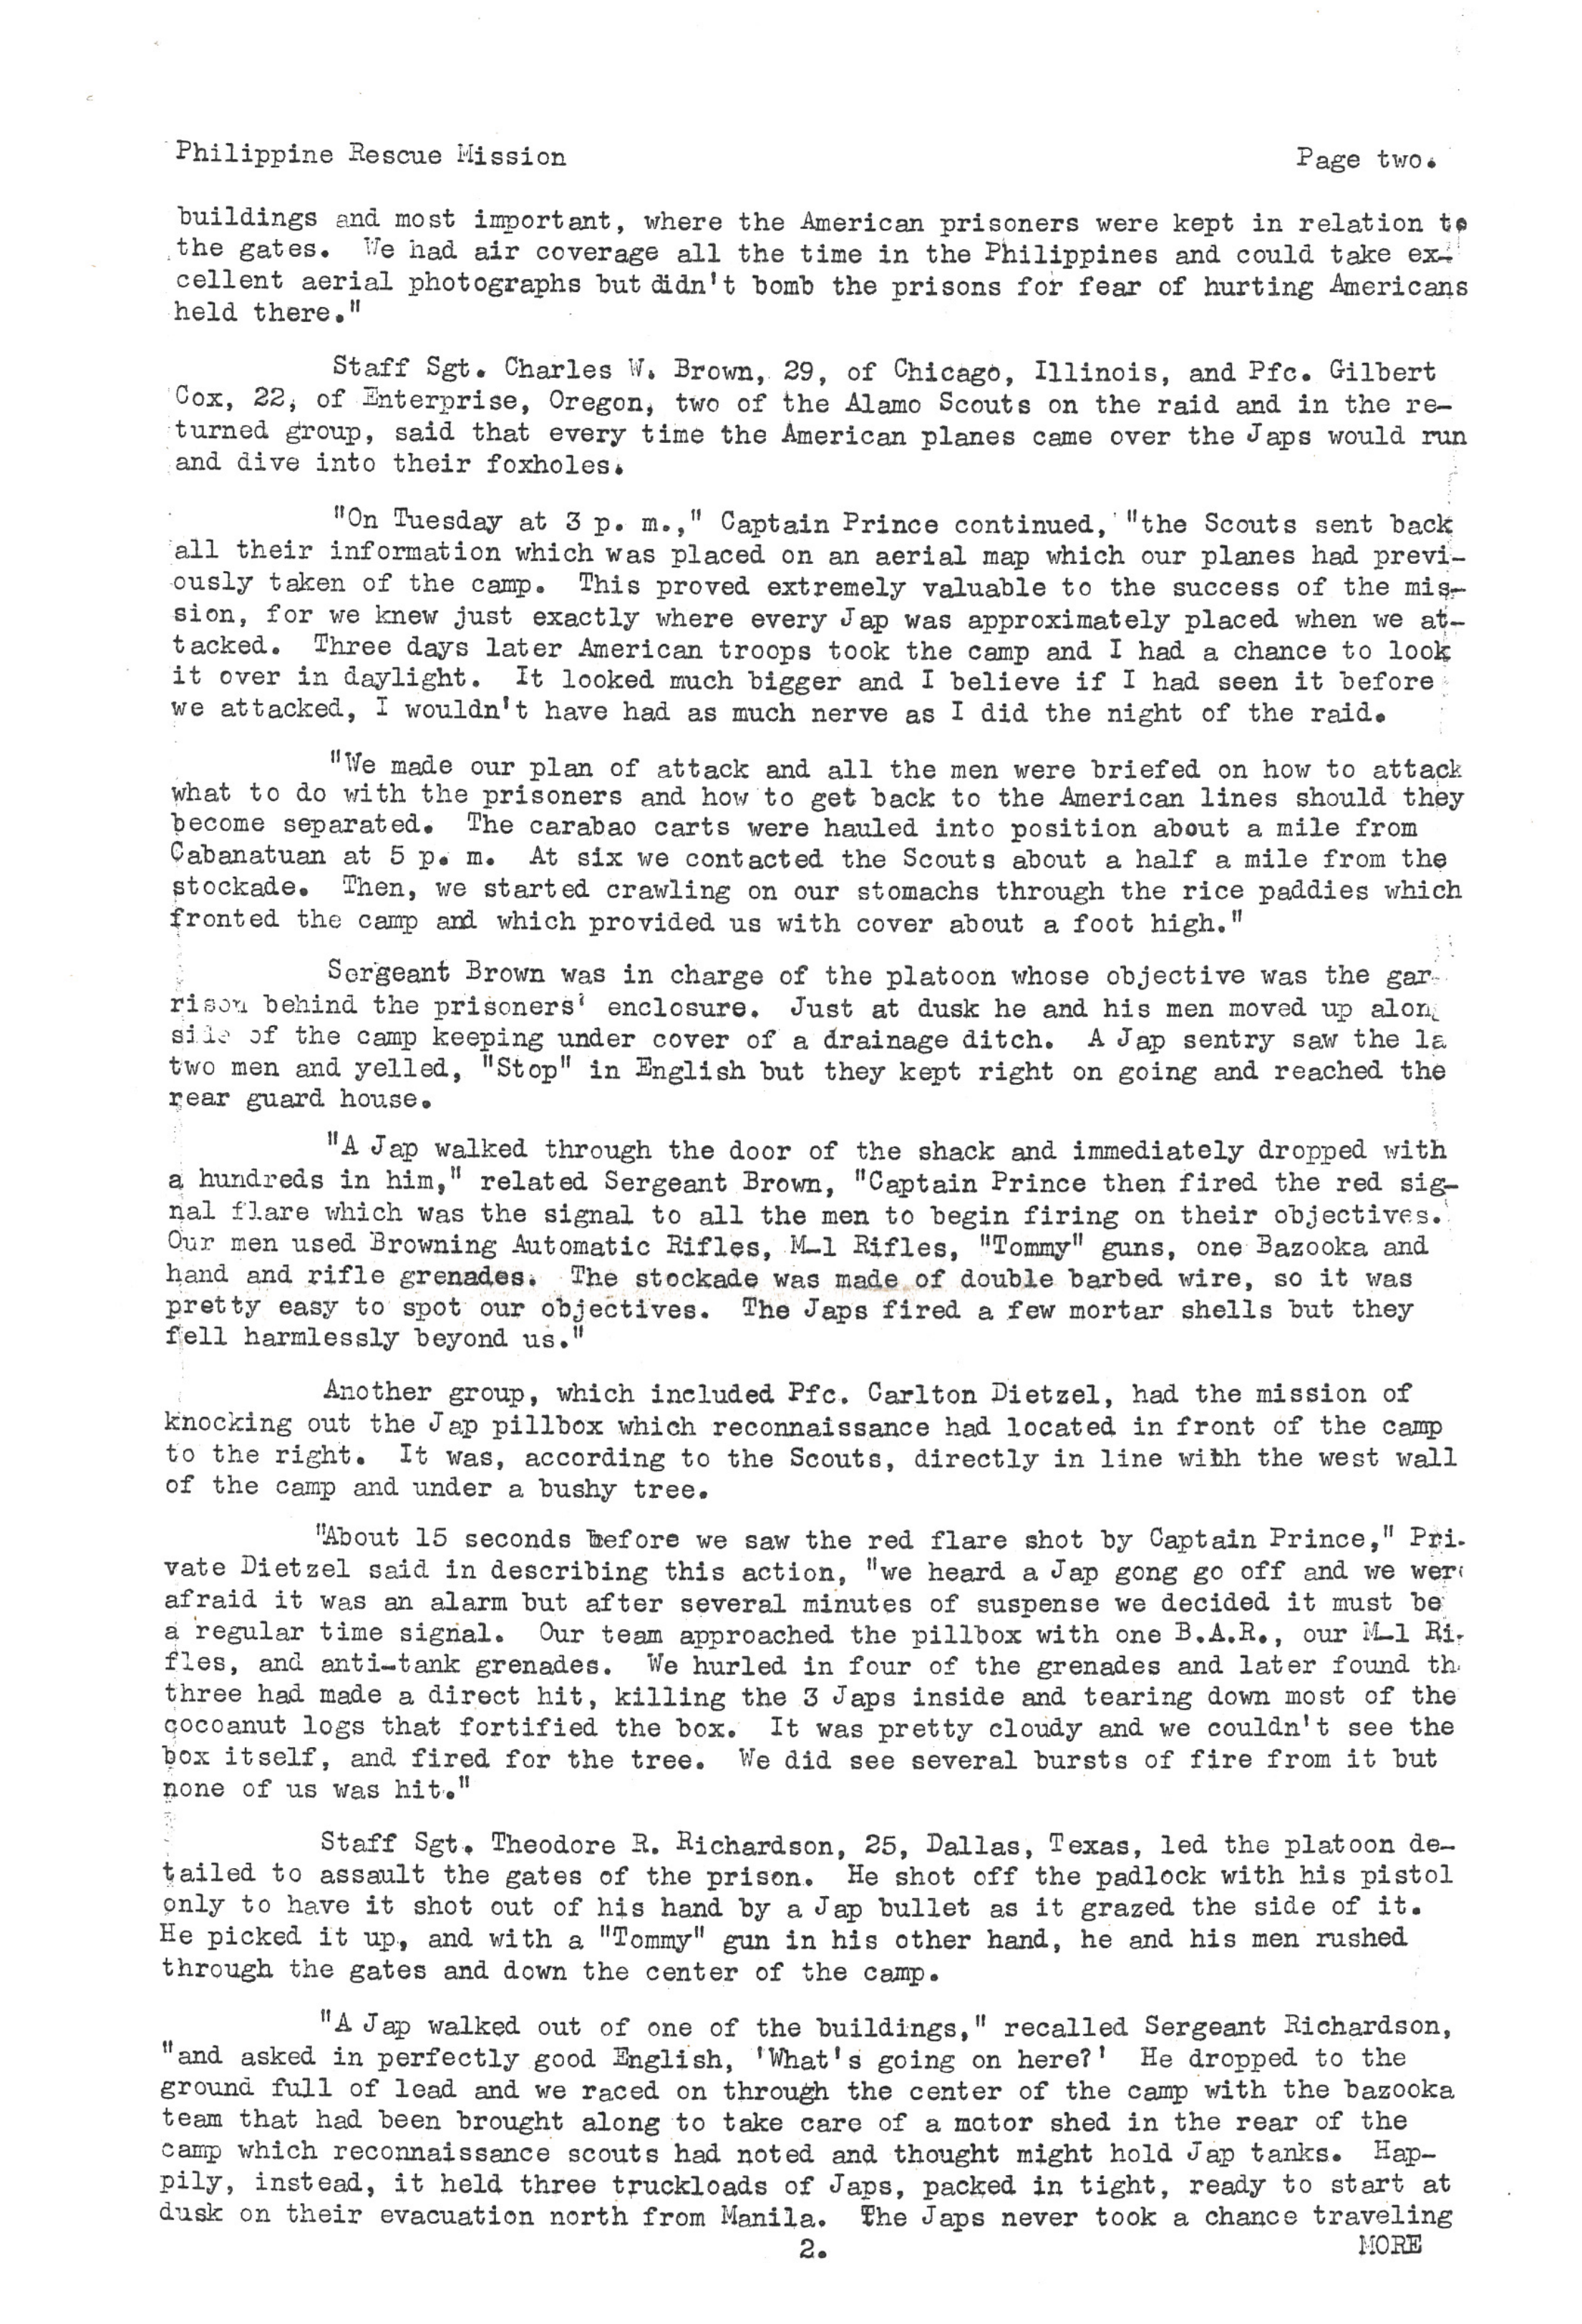 Philippine Rescue Mission Page two.
buildings and most important, where the American prisoners were kept in relation to
the gates. We had air coverage all the time in the Philippines and could take ex-
cellent aerial photographs but didn't bomb the prisons for fear of hurting Americans
held there."
Staff Sgt. Charles W. Brown, 29, of Chicago, Illinois, and Pfc. Gilbert
Cox, 22, of Enterprise, Oregon, two of the Alamo Scouts on the raid and in the re-
turned group, said that every time the American planes came over the Japs would run
and dive into their foxholes.
"On Tuesday at 3 p. m.," Captain Prince continued, "the Scouts sent back
all their information which was placed on an aerial map which our planes had previ-
ously taken of the camp. This proved extremely valuable to the success of the mis-
sion, for we knew just exactly where every Jap was approximately placed when we at-
tacked. Three days later American troops took the camp and I had a chance to look
it over in daylight. It looked much bigger and I believe if I had seen it before
we attacked, I wouldn't have had as much nerve as I did the night of the raid.
"We made our plan of attack and all the men were briefed on how to attack
what to do with the prisoners and how to get back to the American lines should they
become separated. The carabao carts were hauled into position about a mile from
Cabanatuan at 5 p. m. At six we contacted the Scouts about a half a mile from the
stockade. Then, we started crawling on our stomachs through the rice paddies which
fronted the camp and which provided us with cover about a foot high."
Sergeant Brown was in charge of the platoon whose objective was the gar-
rison behind the prisoners' enclosure. Just at dusk he and his men moved up along
side of the camp keeping under cover of a drainage ditch. A Jap sentry saw the la
two men and yelled, "Stop" in English but they kept right on going and reached the
rear guard house.
"A Jap walked through the door of the shack and immediately dropped with
a hundreds in him," related Sergeant Brown, "Captain Prince then fired the red sig-
nal flare which was the signal to all the men to begin firing on their objectives.
Our men used Browning Automatic Rifles, M-1 Rifles, "Tommy" guns, one Bazooka and
hand and rifle grenades. The stockade was made of double barbed wire, so it was
pretty easy to spot our objectives. The Japs fired a few mortar shells but they
fell harmlessly beyond us."
Another group, which included Pfc. Carlton Dietzel, had the mission of
knocking out the Jap pillbox which reconnaissance had located in front of the camp
to the right. It was, according to the Scouts, directly in line with the west wall
of the camp and under a bushy tree.
"About 15 seconds before we saw the red flare shot by Captain Prince," Pri-
vate Dietzel said in describing this action, "we heard a Jap gong go off and we were
afraid it was an alarm but after several minutes of suspense we decided it must be
a regular time signal. Our team approached the pillbox with one B.A.R., our M-1 Ri-
fles, and anti-tank grenades. We hurled in four of the grenades and later found th
three had made a direct hit, killing the 3 Japs inside and tearing down most of the
cocoanut logs that fortified the box. It was pretty cloudy and we couldn't see the
box itself, and fired for the tree. We did see several bursts of fire from it but
none of us was hit."
Staff Sgt. Theodore R. Richardson, 25, Dallas, Texas, led the platoon de-
tailed to assault the gates of the prison. He shot off the padlock with his pistol
only to have it shot out of his hand by a Jap bullet as it grazed the side of it.
He picked it up, and with a "Tommy" gun in his other hand, he and his men rushed
through the gates and down the center of the camp.
"A Jap walked out of one of the buildings," recalled Sergeant Richardson,
"and asked in perfectly good English, 'What's going on here?' He dropped to the
ground full of lead and we raced on through the center of the camp with the bazooka
team that had been brought along to take care of a motor shed in the rear of the
camp which reconnaissance scouts had noted and thought might hold Jap tanks. Hap-
pily, instead, it held three truckloads of Japs, packed in tight, ready to start at
dusk on their evacuation north from Manila. The Japs never took a chance traveling
2. MORE